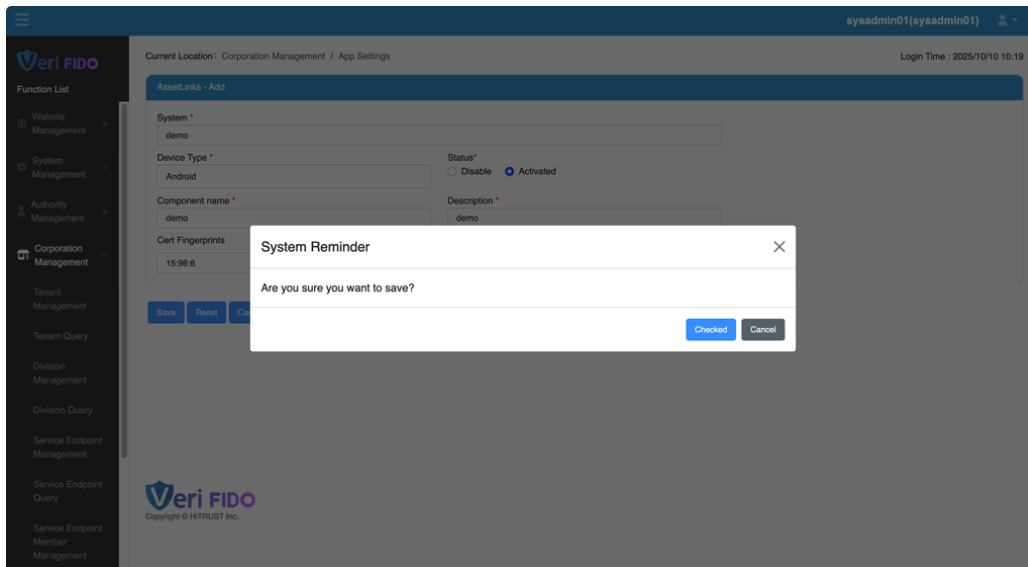 sysadmin01(sysadmin01)
Veri FIDO
Current Location： Corporation Management / App Settings
Login Time : 2025/10/10 10:19
Function List
AssetLinks - Add
Website
Management
System
Management
Authority
Management
Corporation
Management
Tenant
Management
Tenant Query
Division
Management
Division Query
Service Endpoint
Management
Service Endpoint
Query
Service Endpoint
Member
Management
System *
demo
Device Type *
Android
Status*
Disable Activated
Component name *
demo
Description *
demo
Cert Fingerprints
15:96:6
Save Reset
System Reminder
Are you sure you want to save?
Checked Cancel
Veri FIDO
Copyright © HiTRUST Inc.